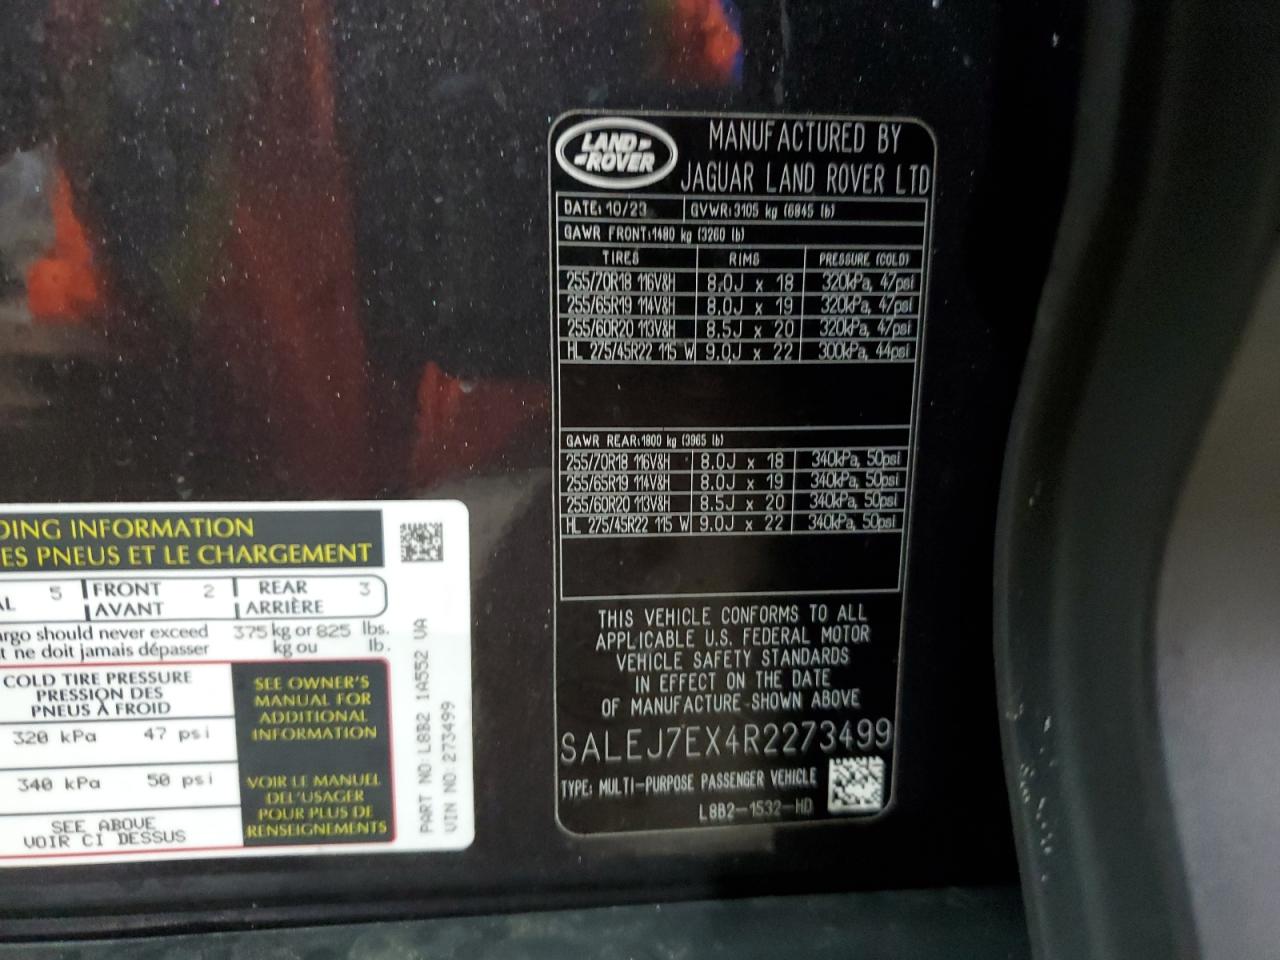 LAND ROVER
MANUFACTURED BY
JAGUAR LAND ROVER LTD
DATE: 10/23 GVWR: 3105 kg (6845 lb)
GAWR FRONT: 1480 kg (3260 lb)
TIRES RIMS PRESSURE (COLD)
255/70R18 116V&H 8.0J x 18 320kPa, 47psi
255/65R19 114V&H 8.0J x 19 320kPa, 47psi
255/60R20 113V&H 8.5J x 20 320kPa, 47psi
HL 275/45R22 115 W 9.0J x 22 300kPa, 44psi
GAWR REAR: 1800 kg (3965 lb)
255/70R18 116V&H 8.0J x 18 340kPa, 50psi
255/65R19 114V&H 8.0J x 19 340kPa, 50psi
255/60R20 113V&H 8.5J x 20 340kPa, 50psi
HL 275/45R22 115 W 9.0J x 22 340kPa, 50psi
THIS VEHICLE CONFORMS TO ALL
APPLICABLE U.S. FEDERAL MOTOR
VEHICLE SAFETY STANDARDS
IN EFFECT ON THE DATE
OF MANUFACTURE SHOWN ABOVE
SALEJ7EX4R2273499
TYPE: MULTI-PURPOSE PASSENGER VEHICLE
L8B2-1532-HD
DING INFORMATION
ES PNEUS ET LE CHARGEMENT
AL 5 FRONT 2 REAR 3
AVANT ARRIÈRE
argo should never exceed 375 kg or 825 lbs.
t ne doit jamais dépasser kg ou lb.
COLD TIRE PRESSURE
PRESSION DES
PNEUS À FROID
320 kPa 47 psi
340 kPa 50 psi
SEE ABOVE
VOIR CI DESSUS
SEE OWNER'S
MANUAL FOR
ADDITIONAL
INFORMATION
VOIR LE MANUEL
DE L'USAGER
POUR PLUS DE
RENSEIGNEMENTS
PART NO: L8B2 1A552 VA
VIN NO: 273499